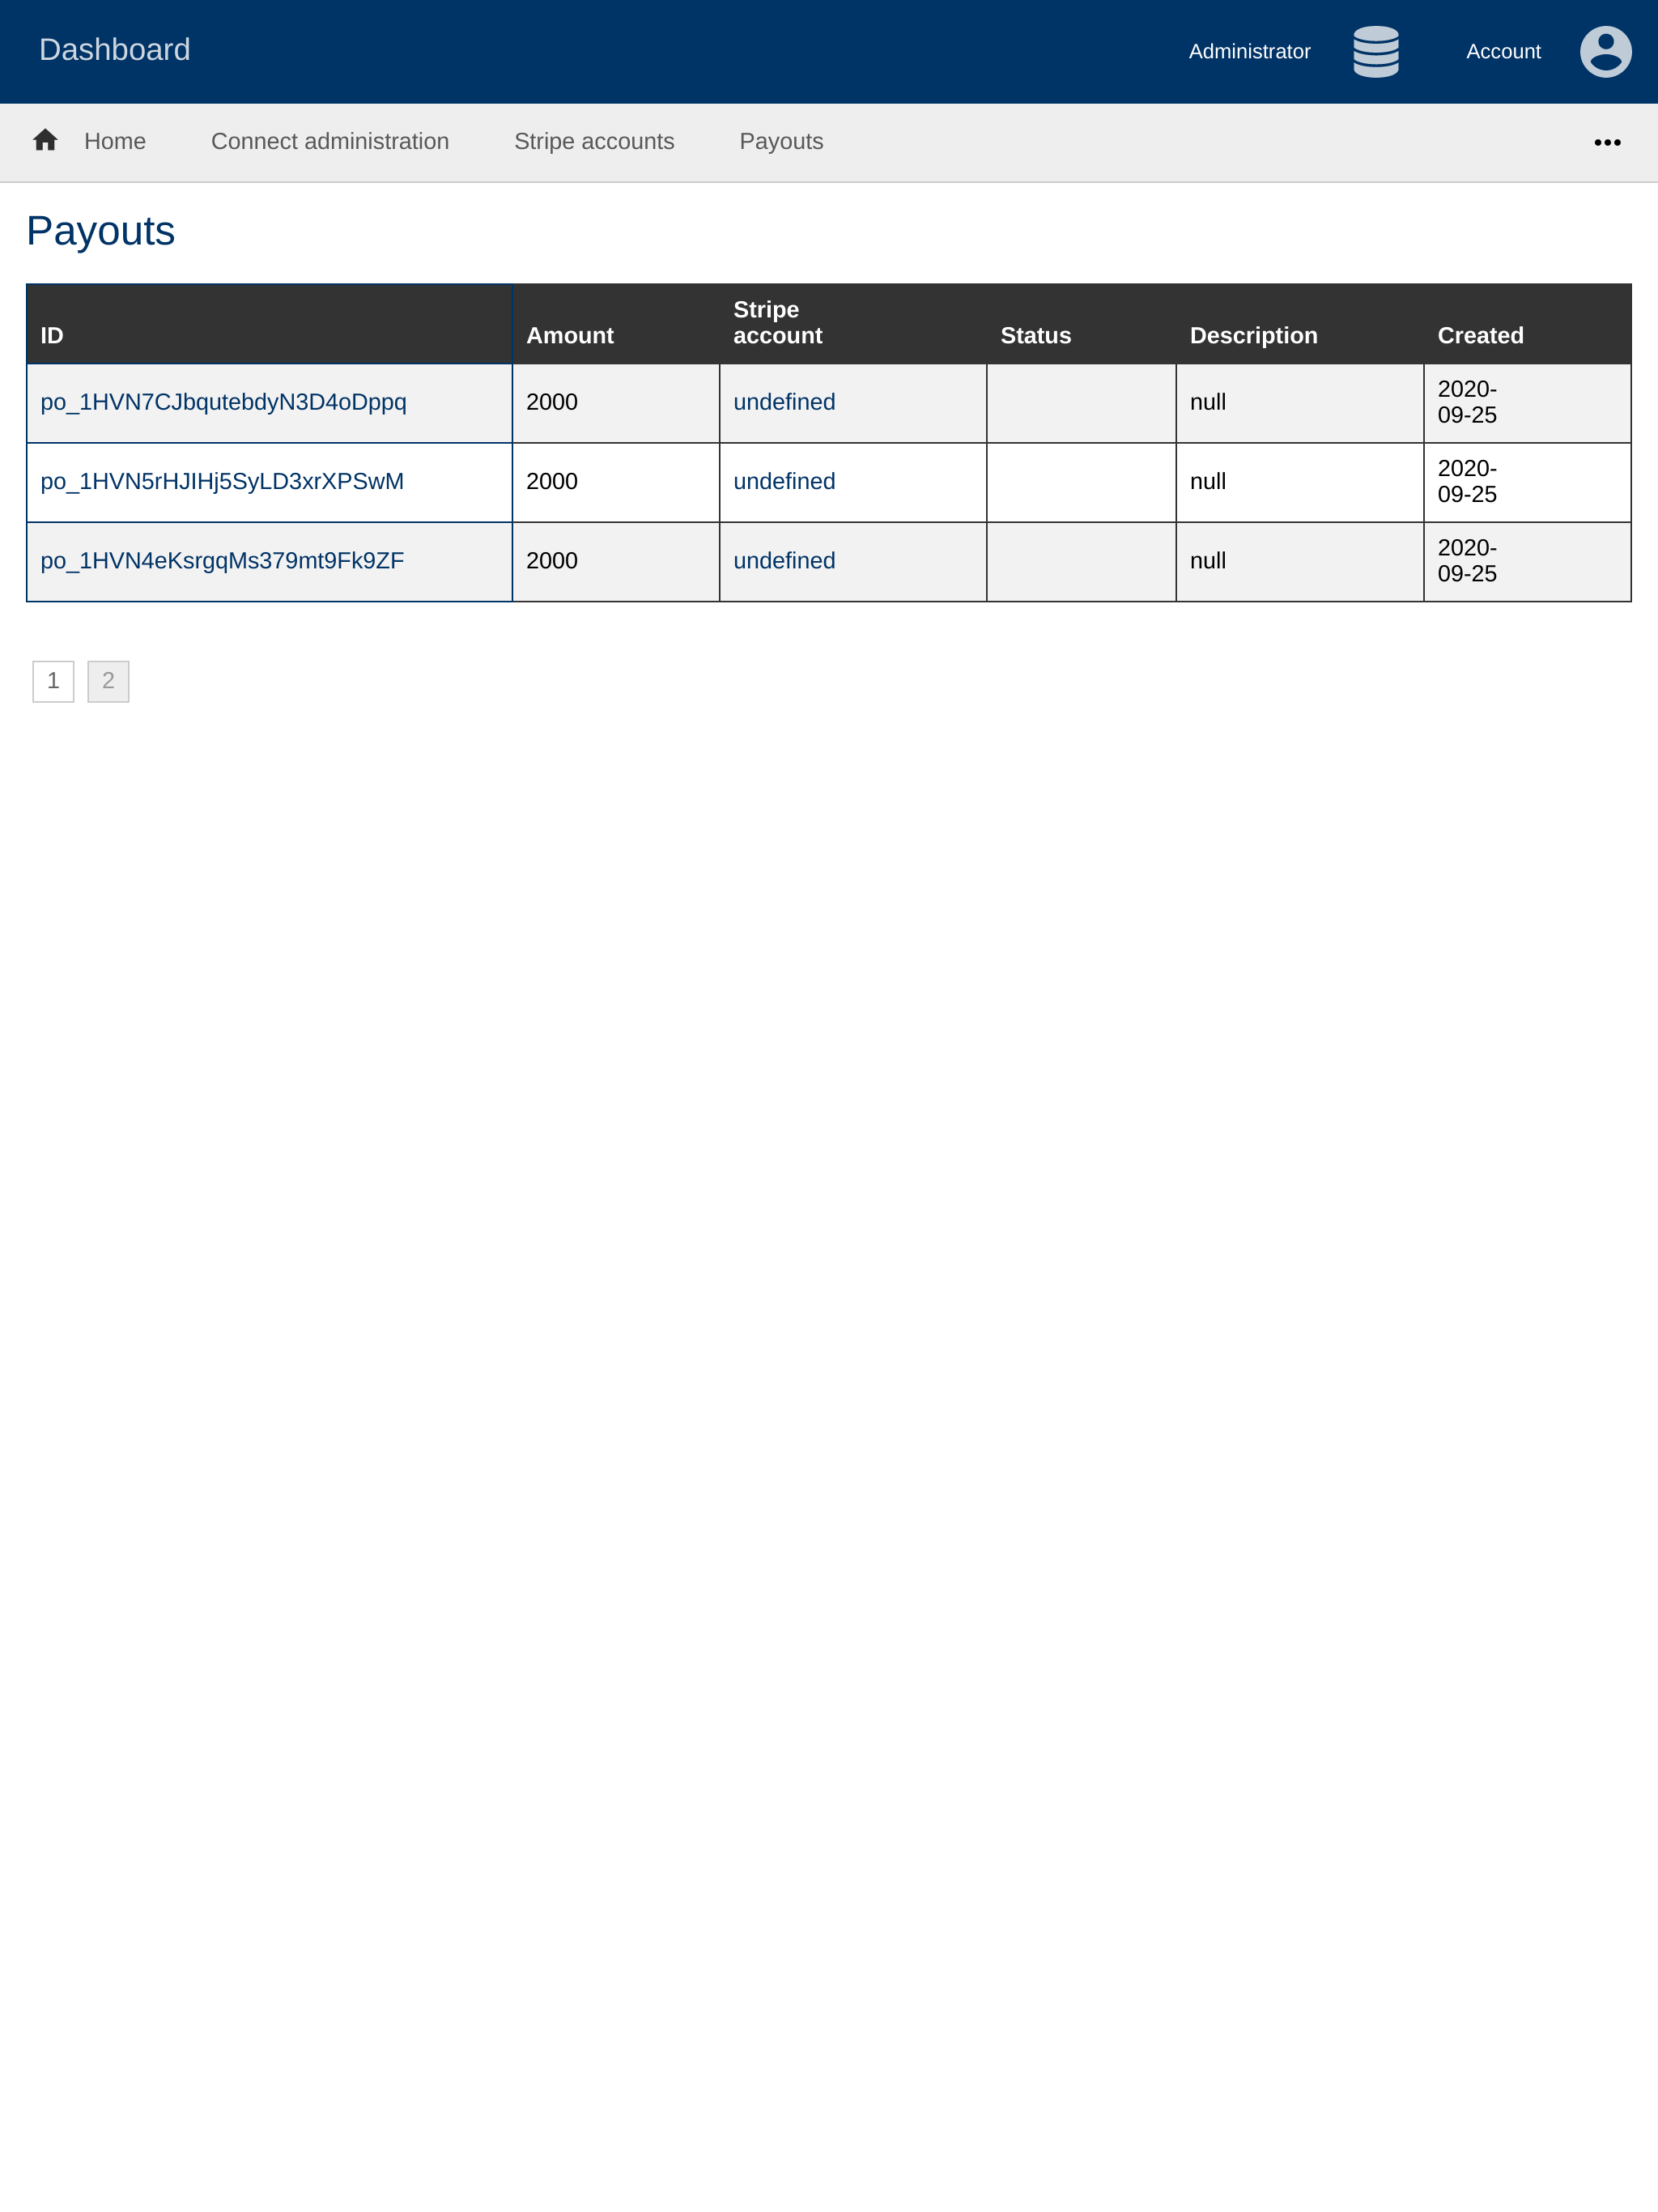 Dashboard
Administrator
Account
Home
Connect administration
Stripe accounts
Payouts
Payouts
ID
Amount
Stripe
account
Status
Description
Created
po_1HVN7CJbqutebdyN3D4oDppq
2000
undefined
null
2020-
09-25
po_1HVN5rHJIHj5SyLD3xrXPSwM
2000
undefined
null
2020-
09-25
po_1HVN4eKsrgqMs379mt9Fk9ZF
2000
undefined
null
2020-
09-25
1
2